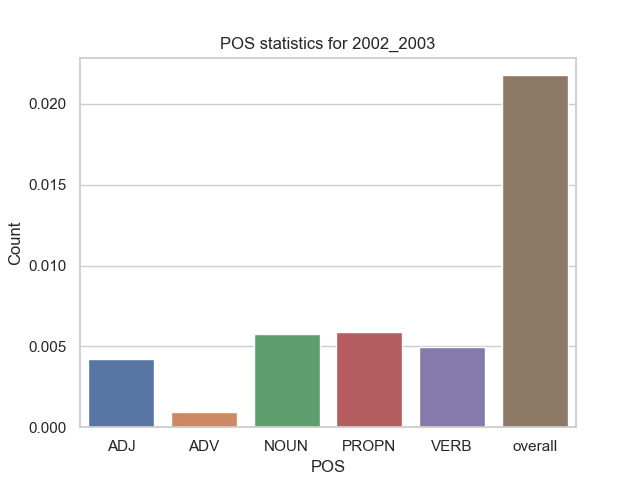 POS statistics for 2002_2003
0.020
0.015
0.010
0.005
0.000
Count
ADJ ADV NOUN PROPN VERB overall
POS